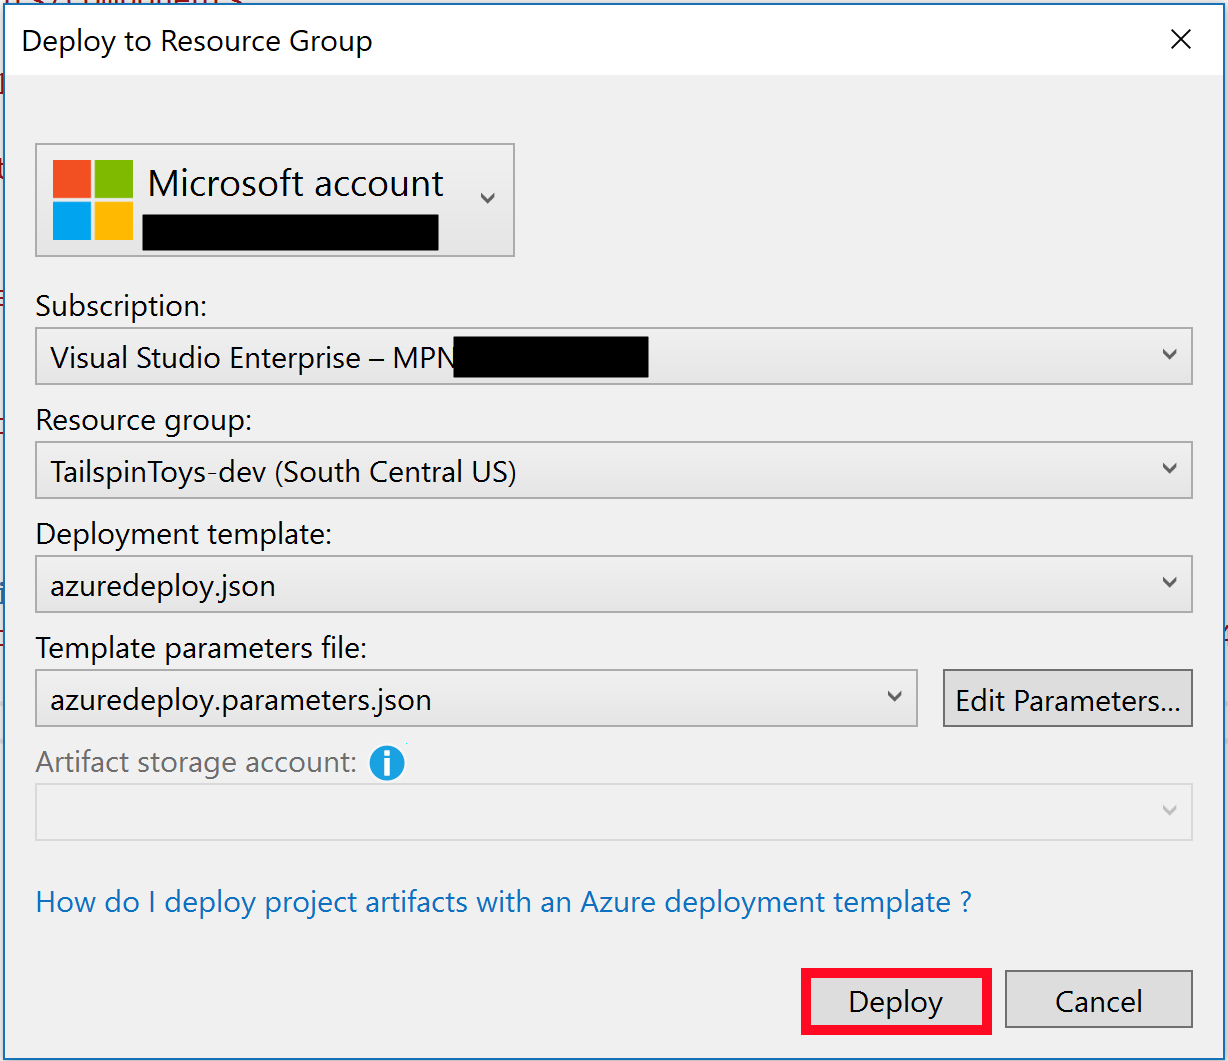 Deploy to Resource Group
Microsoft account
Subscription:
Visual Studio Enterprise – MPN
Resource group:
TailspinToys-dev (South Central US)
Deployment template:
azuredeploy.json
Template parameters file:
azuredeploy.parameters.json
Edit Parameters...
Artifact storage account:
How do I deploy project artifacts with an Azure deployment template ?
Deploy
Cancel